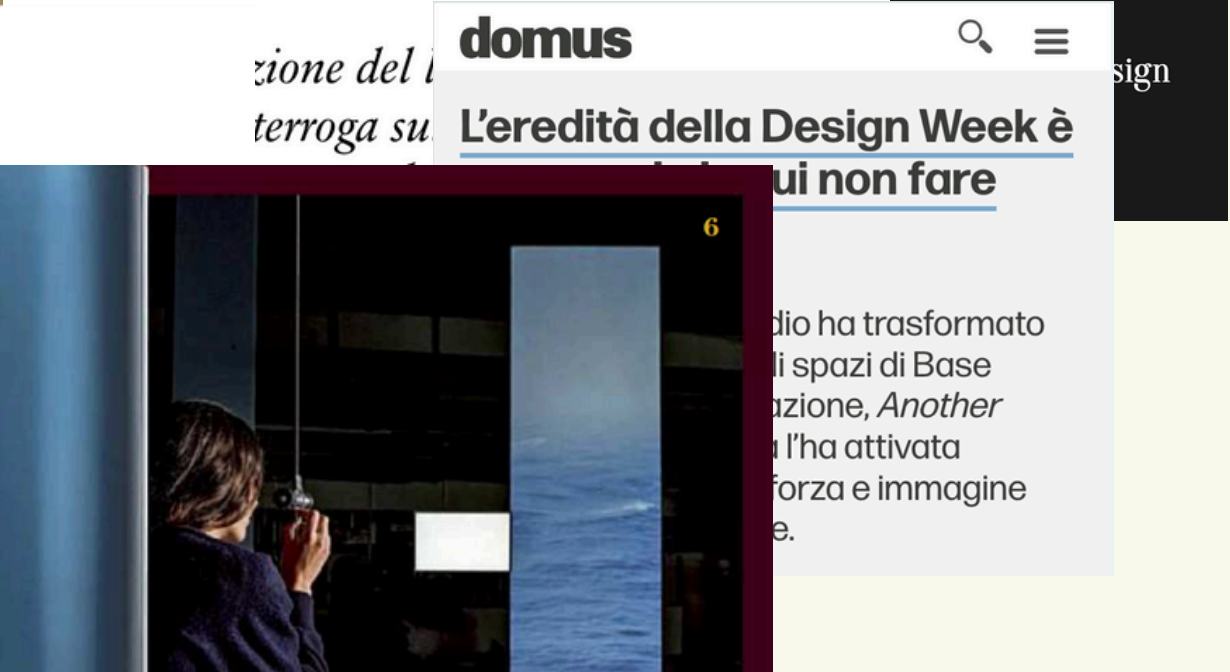 zione del l
terroga su
domus
sign
L'eredità della Design Week è
ui non fare
6
dio ha trasformato
li spazi di Base
azione, Another
l'ha attivata
forza e immagine
e.